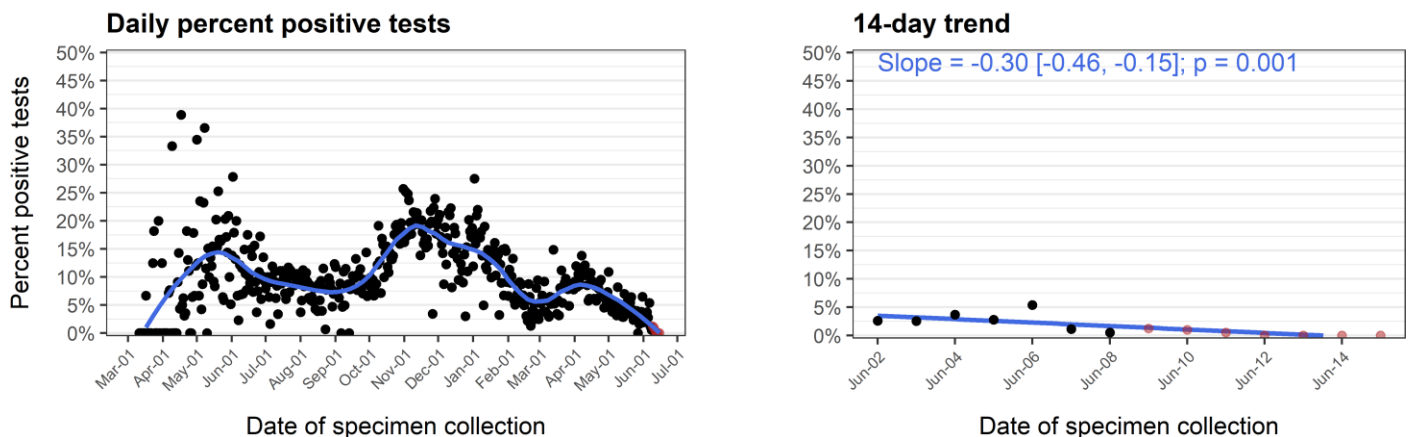 Daily percent positive tests
Percent positive tests
50%
45%
40%
35%
30%
25%
20%
15%
10%
5%
0%
Mar-01
Apr-01
May-01
Jun-01
Jul-01
Aug-01
Sep-01
Oct-01
Nov-01
Dec-01
Jan-01
Feb-01
Mar-01
Apr-01
May-01
Jun-01
Jul-01
Date of specimen collection
14-day trend
Slope = -0.30 [-0.46, -0.15]; p = 0.001
50%
45%
40%
35%
30%
25%
20%
15%
10%
5%
0%
Jun-02
Jun-04
Jun-06
Jun-08
Jun-10
Jun-12
Jun-14
Date of specimen collection